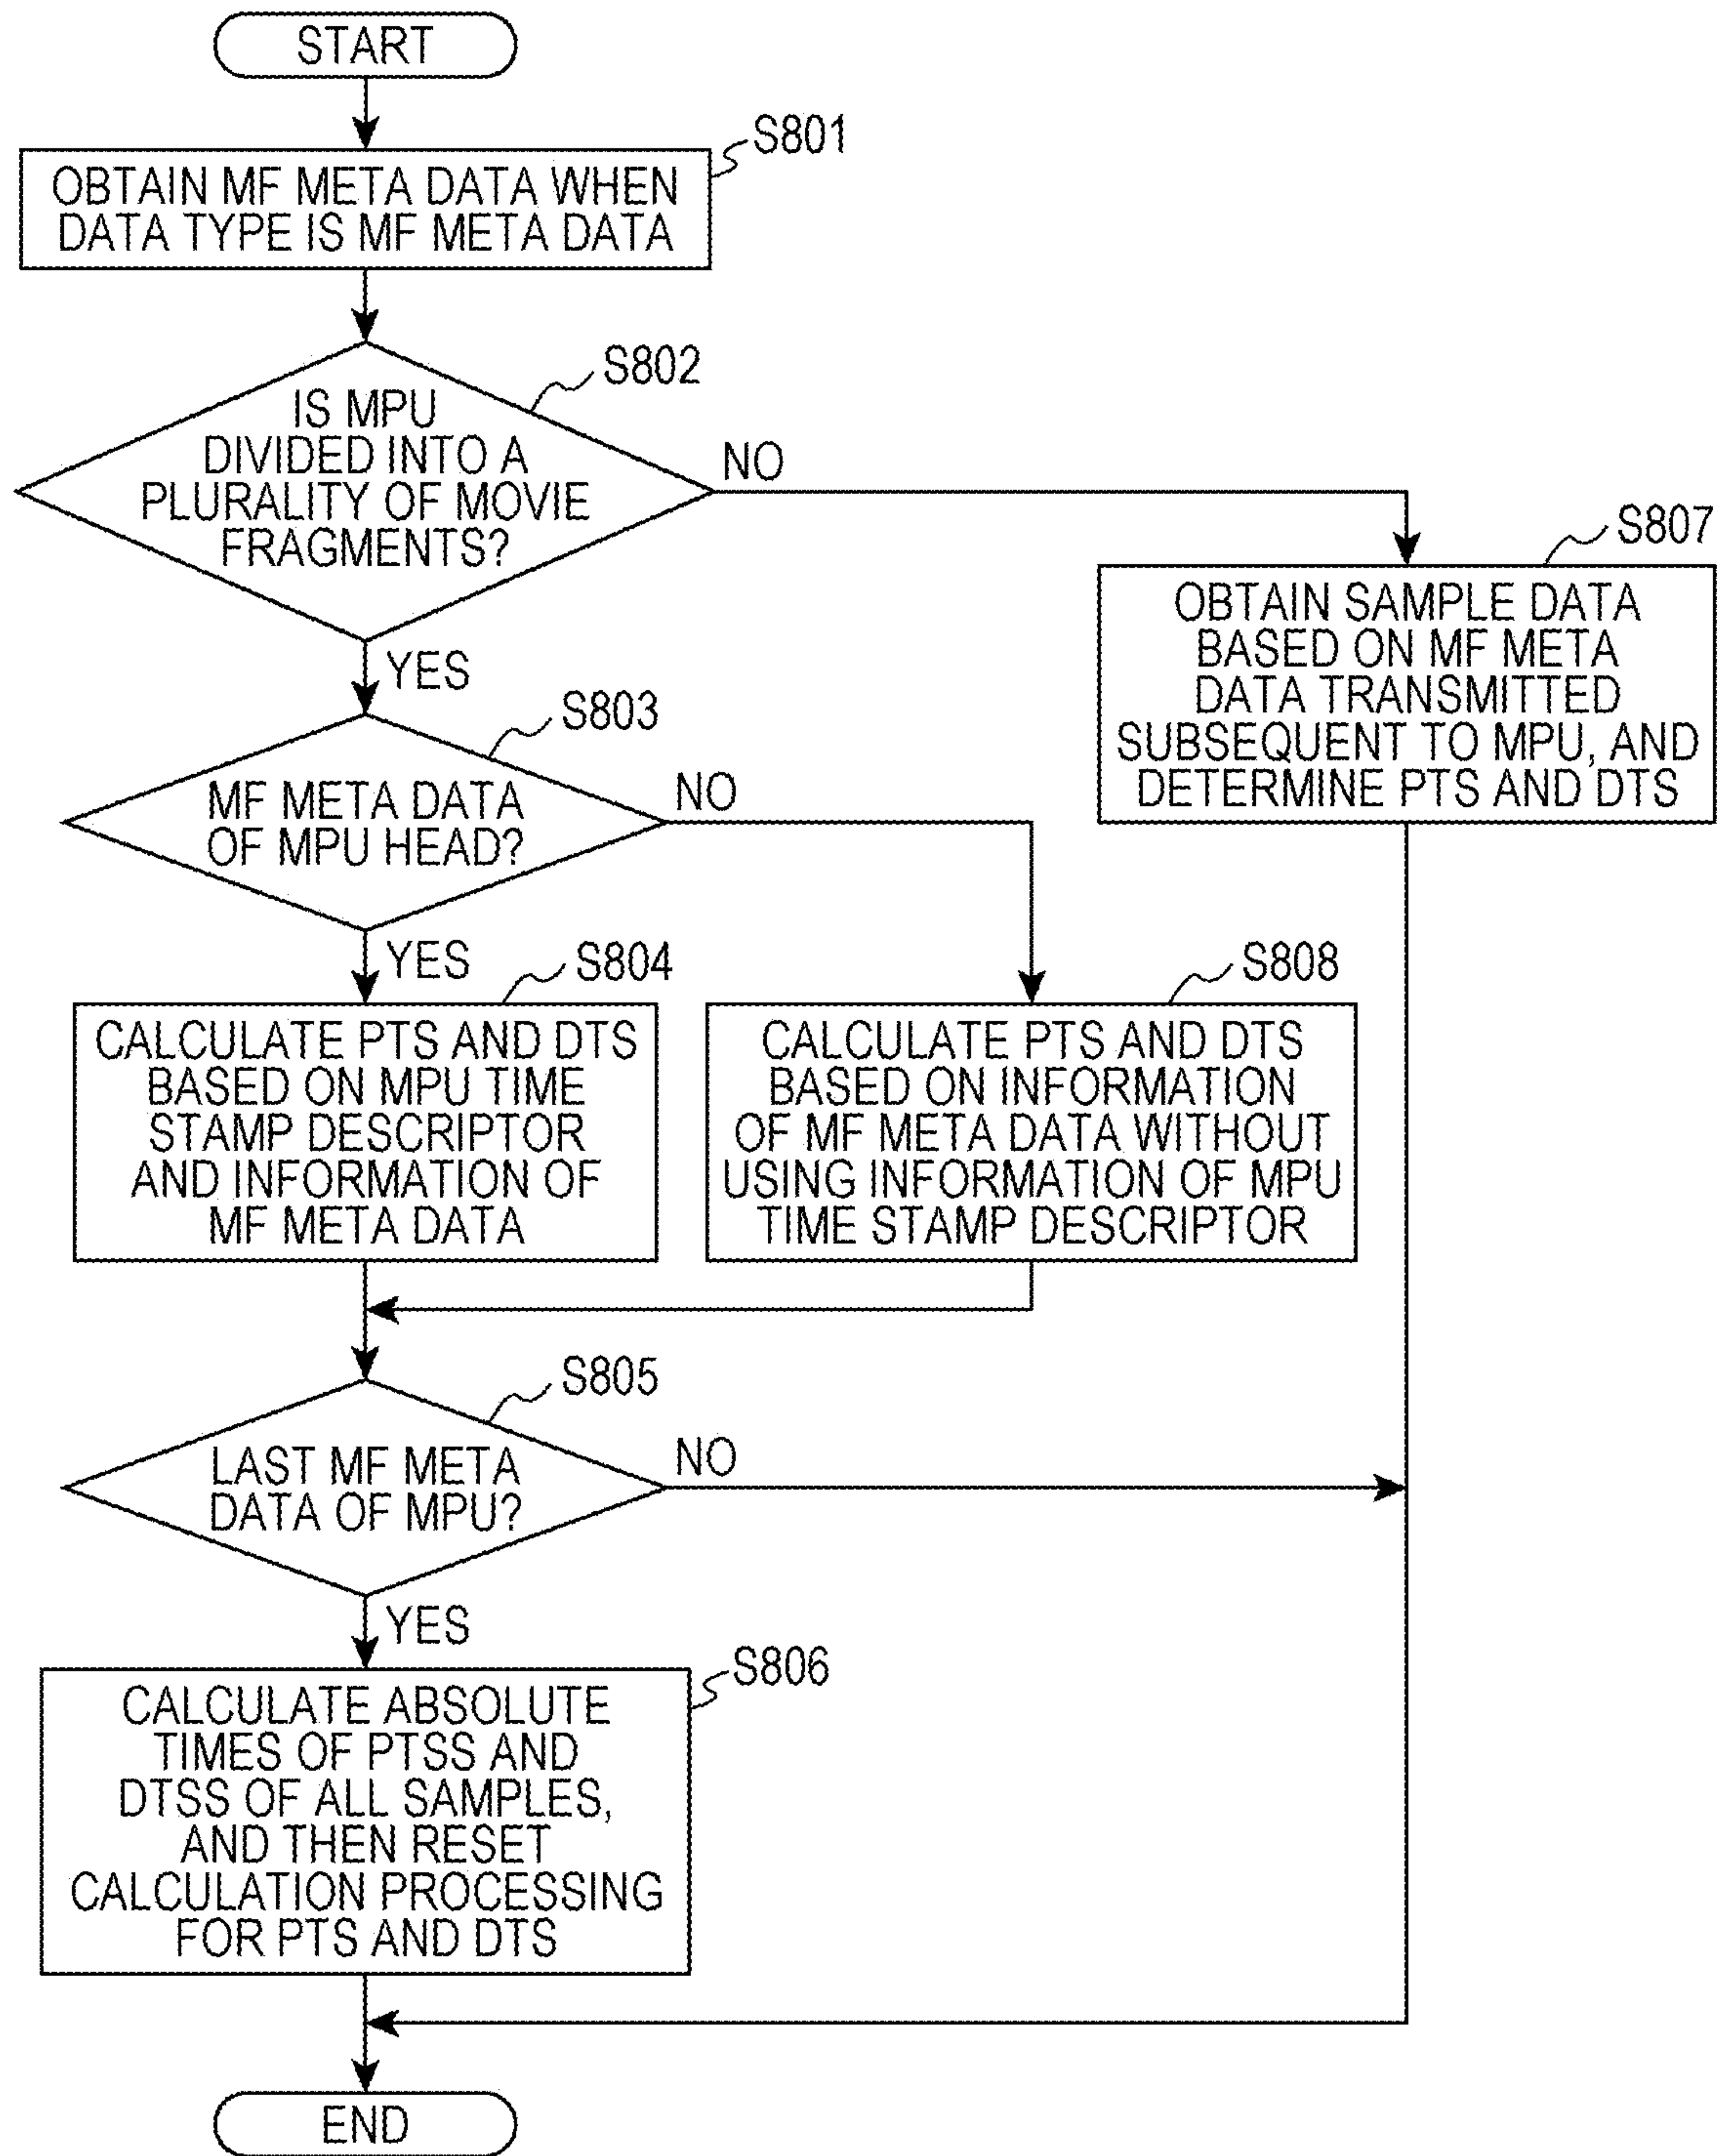 START
S801
OBTAIN MF META DATA WHEN
DATA TYPE IS MF META DATA
S802
IS MPU
DIVIDED INTO A
PLURALITY OF MOVIE
FRAGMENTS?
NO
YES
S807
OBTAIN SAMPLE DATA
BASED ON MF META
DATA TRANSMITTED
SUBSEQUENT TO MPU, AND
DETERMINE PTS AND DTS
S803
MF META DATA
OF MPU HEAD?
NO
YES
S804
CALCULATE PTS AND DTS
BASED ON MPU TIME
STAMP DESCRIPTOR
AND INFORMATION OF
MF META DATA
S808
CALCULATE PTS AND DTS
BASED ON INFORMATION
OF MF META DATA WITHOUT
USING INFORMATION OF MPU
TIME STAMP DESCRIPTOR
S805
LAST MF META
DATA OF MPU?
NO
YES
S806
CALCULATE ABSOLUTE
TIMES OF PTSS AND
DTSS OF ALL SAMPLES,
AND THEN RESET
CALCULATION PROCESSING
FOR PTS AND DTS
END